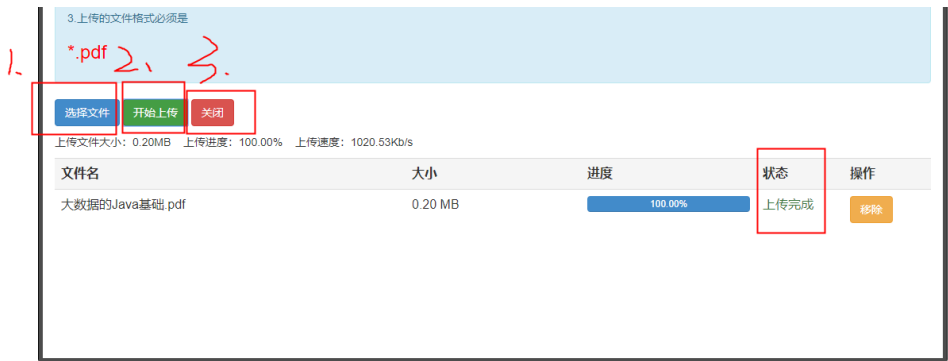 3.上传的文件格式必须是
*.pdf
1、 2、 3.
选择文件 开始上传 关闭
上传文件大小：0.20MB 上传进度：100.00% 上传速度：1020.53Kb/s
文件名 大小 进度 状态 操作
大数据的Java基础.pdf 0.20 MB 100.00% 上传完成 移除